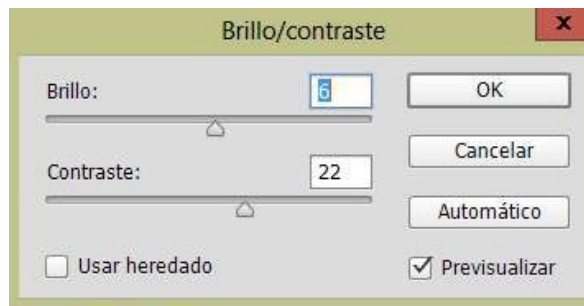 Brillo/contraste
x
Brillo:
6
OK
Cancelar
Contraste:
22
Automático
Usar heredado
Previsualizar